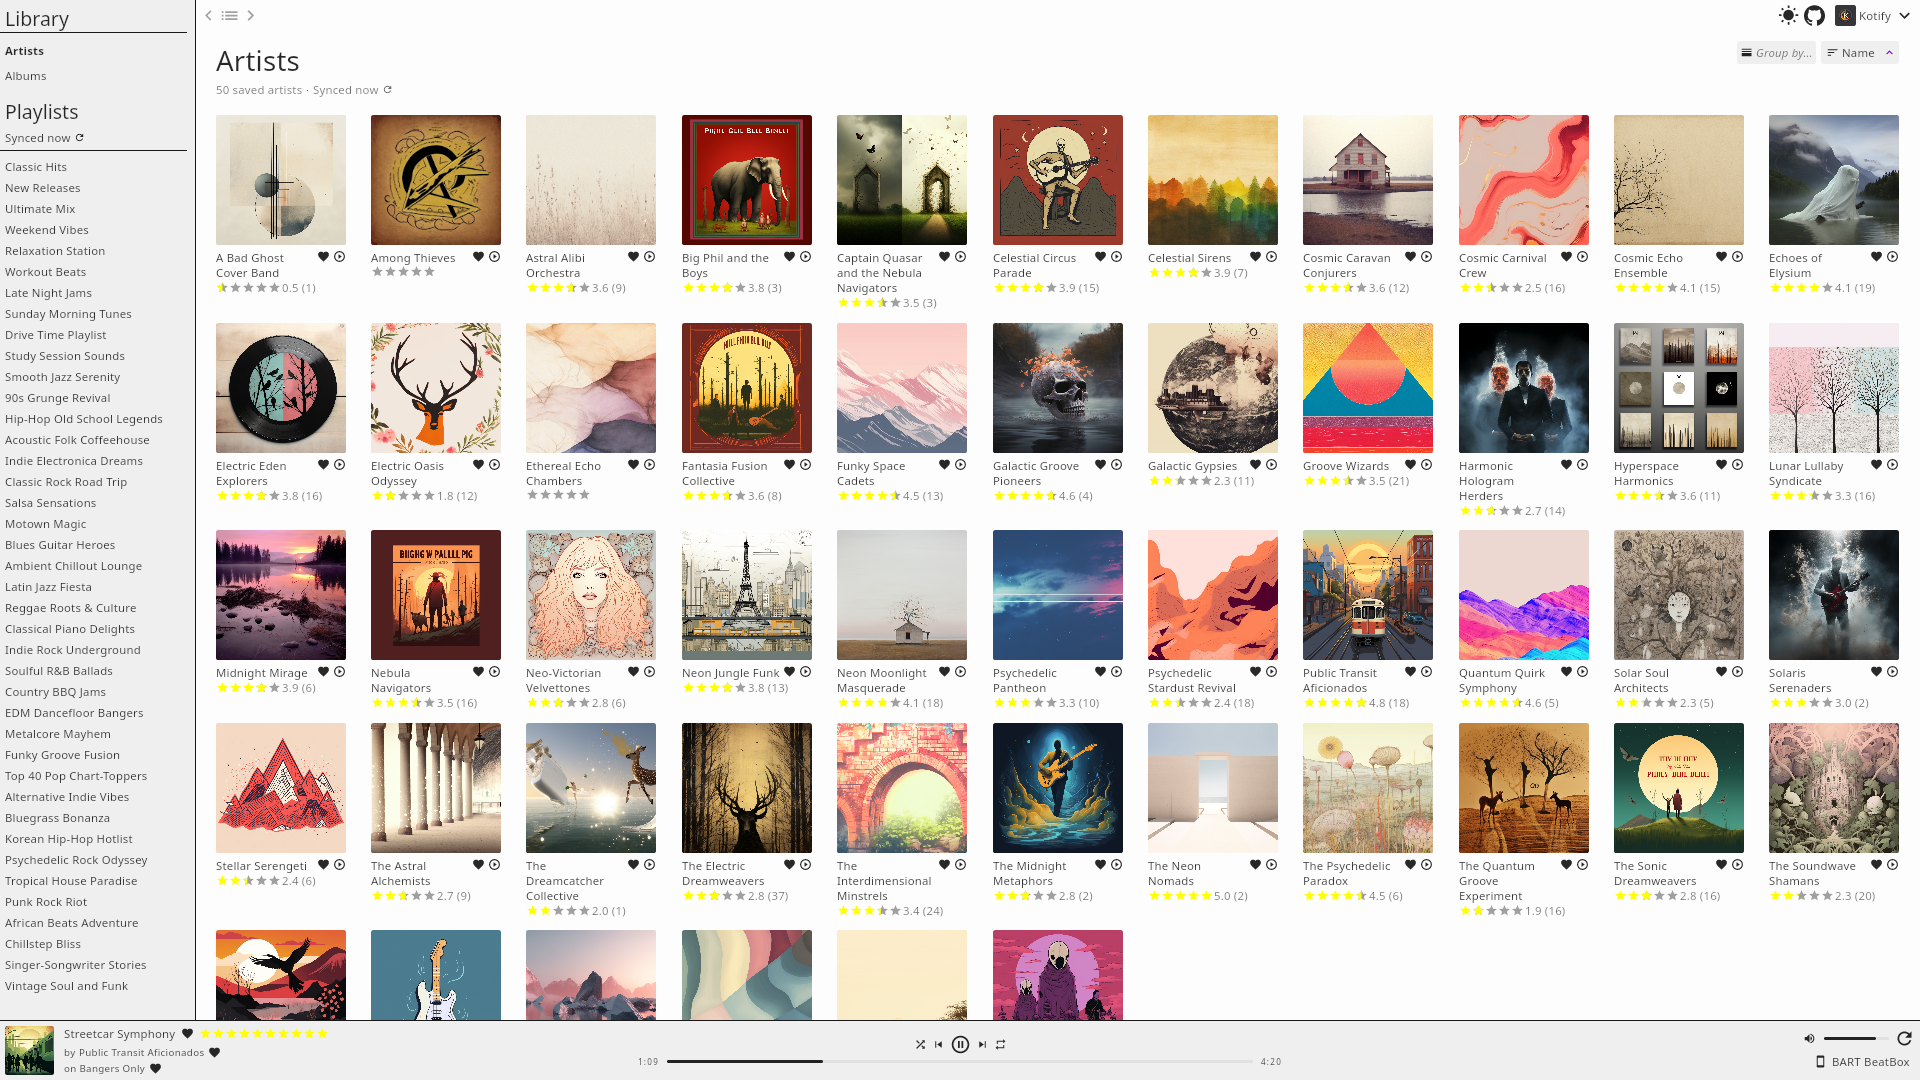 Library
Artists
Albums
Playlists
Synced now
Classic Hits
New Releases
Ultimate Mix
Weekend Vibes
Relaxation Station
Workout Beats
Late Night Jams
Sunday Morning Tunes
Drive Time Playlist
Study Session Sounds
Smooth Jazz Serenity
90s Grunge Revival
Hip-Hop Old School Legends
Acoustic Folk Coffeehouse
Indie Electronica Dreams
Classic Rock Road Trip
Salsa Sensations
Motown Magic
Blues Guitar Heroes
Ambient Chillout Lounge
Latin Jazz Fiesta
Reggae Roots & Culture
Classical Piano Delights
Indie Rock Underground
Soulful R&B Ballads
Country BBQ Jams
EDM Dancefloor Bangers
Metalcore Mayhem
Funky Groove Fusion
Top 40 Pop Chart-Toppers
Alternative Indie Vibes
Bluegrass Bonanza
Korean Hip-Hop Hotlist
Psychedelic Rock Odyssey
Tropical House Paradise
Punk Rock Riot
African Beats Adventure
Chillstep Bliss
Singer-Songwriter Stories
Vintage Soul and Funk
Kotify
Artists
Group by...
Name
50 saved artists · Synced now
A Bad Ghost
Cover Band
0.5 (1)
Among Thieves
Astral Alibi
Orchestra
3.6 (9)
Big Phil and the
Boys
3.8 (3)
Captain Quasar
and the Nebula
Navigators
3.5 (3)
Celestial Circus
Parade
3.9 (15)
Celestial Sirens
3.9 (7)
Cosmic Caravan
Conjurers
3.6 (12)
Cosmic Carnival
Crew
2.5 (16)
Cosmic Echo
Ensemble
4.1 (15)
Echoes of
Elysium
4.1 (19)
Electric Eden
Explorers
3.8 (16)
Electric Oasis
Odyssey
1.8 (12)
Ethereal Echo
Chambers
Fantasia Fusion
Collective
3.6 (8)
Funky Space
Cadets
4.5 (13)
Galactic Groove
Pioneers
4.6 (4)
Galactic Gypsies
2.3 (11)
Groove Wizards
3.5 (21)
Harmonic
Hologram
Herders
2.7 (14)
Hyperspace
Harmonics
3.6 (11)
Lunar Lullaby
Syndicate
3.3 (16)
Midnight Mirage
3.9 (6)
Nebula
Navigators
3.5 (16)
Neo-Victorian
Velvettones
2.8 (6)
Neon Jungle Funk
3.8 (13)
Neon Moonlight
Masquerade
4.1 (18)
Psychedelic
Pantheon
3.3 (10)
Psychedelic
Stardust Revival
2.4 (18)
Public Transit
Aficionados
4.8 (18)
Quantum Quirk
Symphony
4.6 (5)
Solar Soul
Architects
2.3 (5)
Solaris
Serenaders
3.0 (2)
Stellar Serengeti
2.4 (6)
The Astral
Alchemists
2.7 (9)
The
Dreamcatcher
Collective
2.0 (1)
The Electric
Dreamweavers
2.8 (37)
The
Interdimensional
Minstrels
3.4 (24)
The Midnight
Metaphors
2.8 (2)
The Neon
Nomads
5.0 (2)
The Psychedelic
Paradox
4.5 (6)
The Quantum
Groove
Experiment
1.9 (16)
The Sonic
Dreamweavers
2.8 (16)
The Soundwave
Shamans
2.3 (20)
Streetcar Symphony
by Public Transit Aficionados
on Bangers Only
1:09
4:20
BART BeatBox